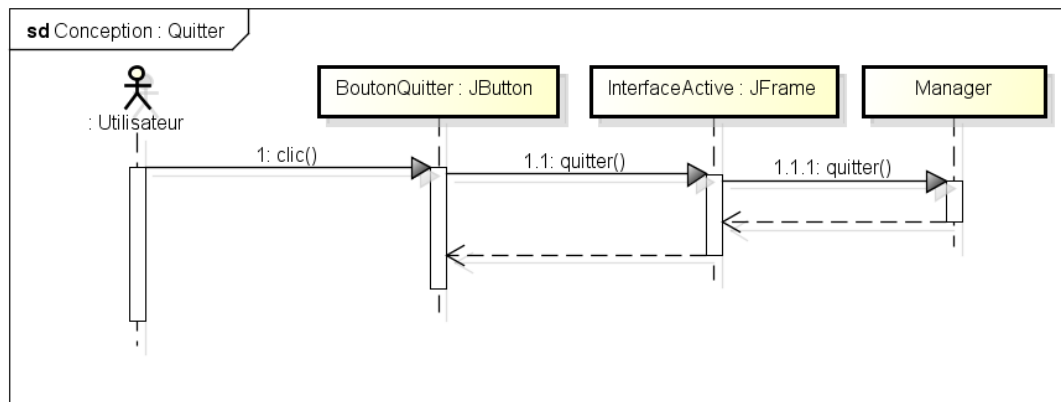 sd Conception : Quitter
BoutonQuitter : JButton
InterfaceActive : JFrame
Manager
: Utilisateur
1: clic()
1.1: quitter()
1.1.1: quitter()